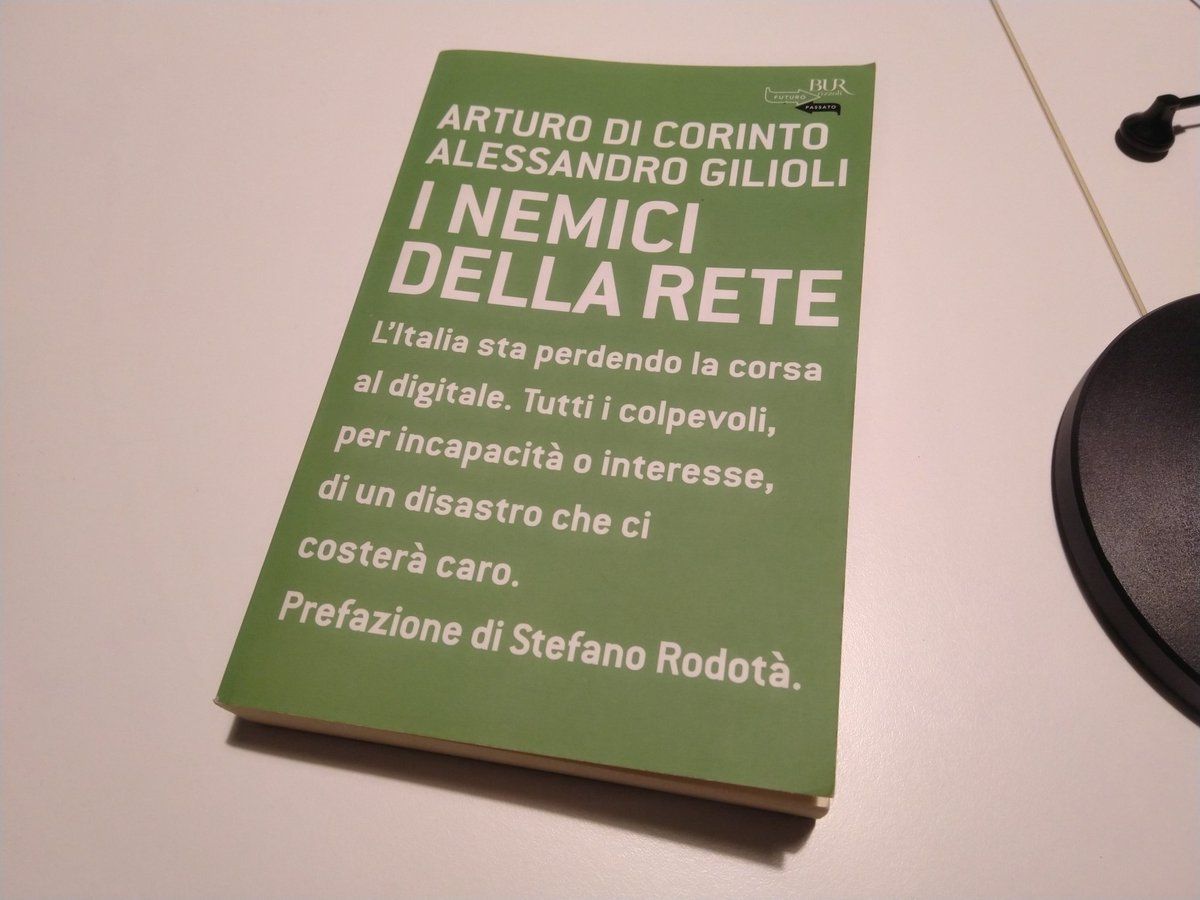 BUR
rizzoli
FUTURO
PASSATO
ARTURO DI CORINTO
ALESSANDRO GILIOLI
I NEMICI
DELLA RETE
L'Italia sta perdendo la corsa
al digitale. Tutti i colpevoli,
per incapacità o interesse,
di un disastro che ci
costerà caro.
Prefazione di Stefano Rodotà.